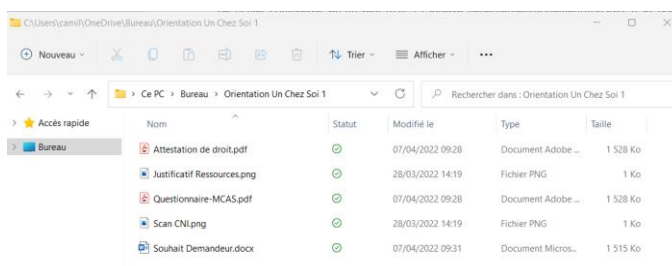 C:\Users\camil\OneDrive\Bureau\Orientation Un Chez Soi 1
Nouveau Trier Afficher
Ce PC > Bureau > Orientation Un Chez Soi 1 Rechercher dans : Orientation Un Chez Soi 1
Accès rapide Nom Statut Modifié le Type Taille
Bureau Attestation de droit.pdf 07/04/2022 09:28 Document Adobe ... 1 528 Ko
Justificatif Ressources.png 28/03/2022 14:19 Fichier PNG 1 Ko
Questionnaire-MCAS.pdf 07/04/2022 09:28 Document Adobe ... 1 528 Ko
Scan CNI.png 28/03/2022 14:19 Fichier PNG 1 Ko
Souhait Demandeur.docx 07/04/2022 09:31 Document Micros... 1 515 Ko